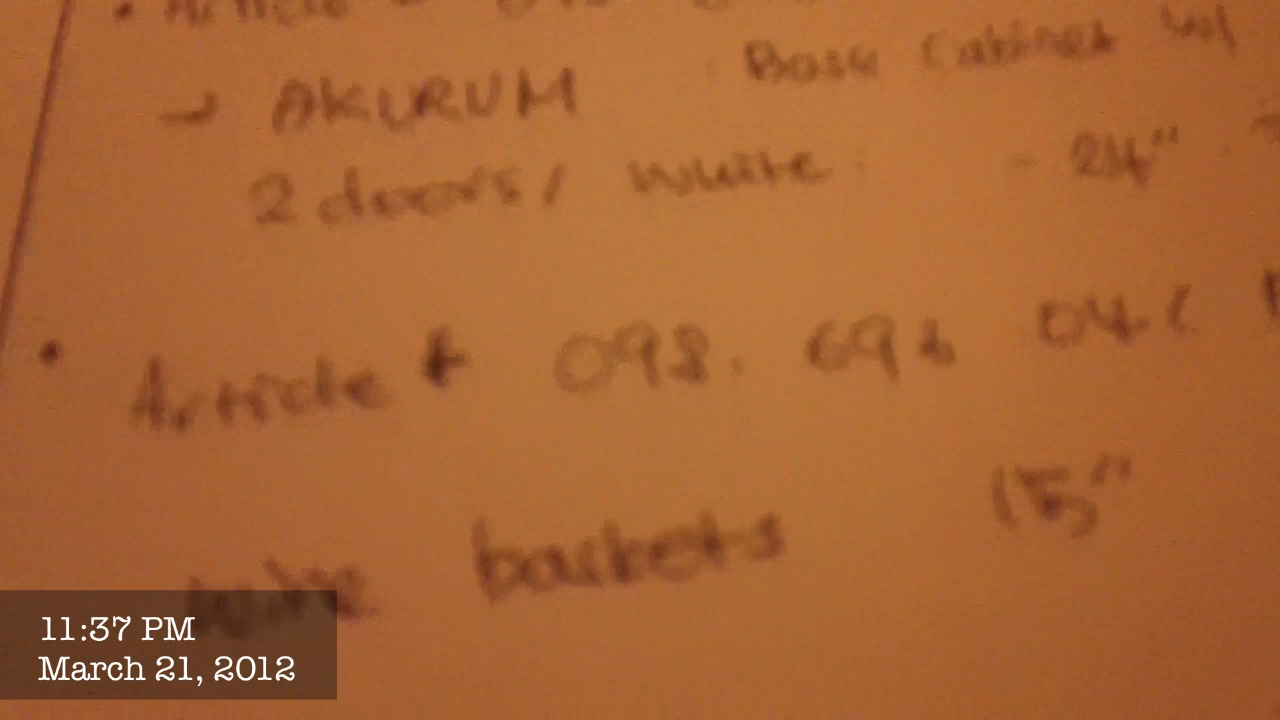 → AKURUM Base Cabinet w/
2 doors/ white - 24"
• Article # 098. 696 04.
wire baskets 15"
11:37 PM
March 21, 2012